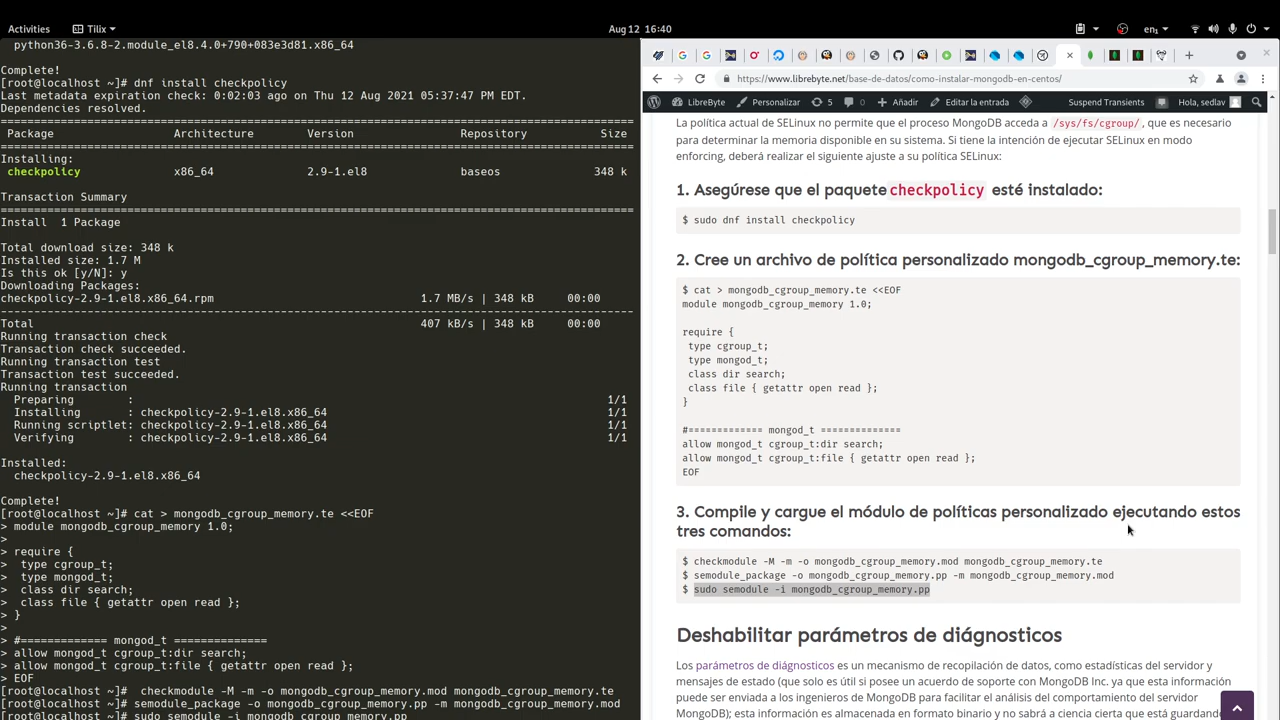 Activities
Tilix
Aug 12 16:40
en₁
python36-3.6.8-2.module_el8.4.0+790+083e3d81.x86_64
Complete!
[root@localhost ~]# dnf install checkpolicy
Last metadata expiration check: 0:02:03 ago on Thu 12 Aug 2021 05:37:47 PM EDT.
Dependencies resolved.
================================================================================
Package Architecture Version Repository Size
================================================================================
Installing:
checkpolicy x86_64 2.9-1.el8 baseos 348 k
Transaction Summary
================================================================================
Install 1 Package
Total download size: 348 k
Installed size: 1.7 M
Is this ok [y/N]: y
Downloading Packages:
checkpolicy-2.9-1.el8.x86_64.rpm 1.7 MB/s | 348 kB 00:00
--------------------------------------------------------------------------------
Total 407 kB/s | 348 kB 00:00
Running transaction check
Transaction check succeeded.
Running transaction test
Transaction test succeeded.
Running transaction
Preparing : 1/1
Installing : checkpolicy-2.9-1.el8.x86_64 1/1
Running scriptlet: checkpolicy-2.9-1.el8.x86_64 1/1
Verifying : checkpolicy-2.9-1.el8.x86_64 1/1
Installed:
checkpolicy-2.9-1.el8.x86_64
Complete!
[root@localhost ~]# cat > mongodb_cgroup_memory.te <<EOF
> module mongodb_cgroup_memory 1.0;
>
> require {
> type cgroup_t;
> type mongod_t;
> class dir search;
> class file { getattr open read };
> }
>
> #============= mongod_t ==============
> allow mongod_t cgroup_t:dir search;
> allow mongod_t cgroup_t:file { getattr open read };
> EOF
[root@localhost ~]# checkmodule -M -m -o mongodb_cgroup_memory.mod mongodb_cgroup_memory.te
[root@localhost ~]# semodule_package -o mongodb_cgroup_memory.pp -m mongodb_cgroup_memory.mod
[root@localhost ~]# sudo semodule -i mongodb_cgroup_memory.pp
https://www.librebyte.net/base-de-datos/como-instalar-mongodb-en-centos/
LibreByte Personalizar 5 0 Añadir Editar la entrada Suspend Transients Hola, sedlav
La política actual de SELinux no permite que el proceso MongoDB acceda a /sys/fs/cgroup/, que es necesario
para determinar la memoria disponible en su sistema. Si tiene la intención de ejecutar SELinux en modo
enforcing, deberá realizar el siguiente ajuste a su política SELinux:
1. Asegúrese que el paquete checkpolicy esté instalado:
$ sudo dnf install checkpolicy
2. Cree un archivo de política personalizado mongodb_cgroup_memory.te:
$ cat > mongodb_cgroup_memory.te <<EOF
module mongodb_cgroup_memory 1.0;
require {
type cgroup_t;
type mongod_t;
class dir search;
class file { getattr open read };
}
#============= mongod_t ==============
allow mongod_t cgroup_t:dir search;
allow mongod_t cgroup_t:file { getattr open read };
EOF
3. Compile y cargue el módulo de políticas personalizado ejecutando estos
tres comandos:
$ checkmodule -M -m -o mongodb_cgroup_memory.mod mongodb_cgroup_memory.te
$ semodule_package -o mongodb_cgroup_memory.pp -m mongodb_cgroup_memory.mod
$ sudo semodule -i mongodb_cgroup_memory.pp
Deshabilitar parámetros de diágnosticos
Los parámetros de diágnosticos es un mecanismo de recopilación de datos, como estadísticas del servidor y
mensajes de estado (que solo es útil si posee un acuerdo de soporte con MongoDB Inc. ya que esta información
puede ser enviada a los ingenieros de MongoDB para facilitar el análisis del comportamiento del servidor
MongoDB); esta información es almacenada en formato binario y no sabrá a ciencia cierta que está guardando